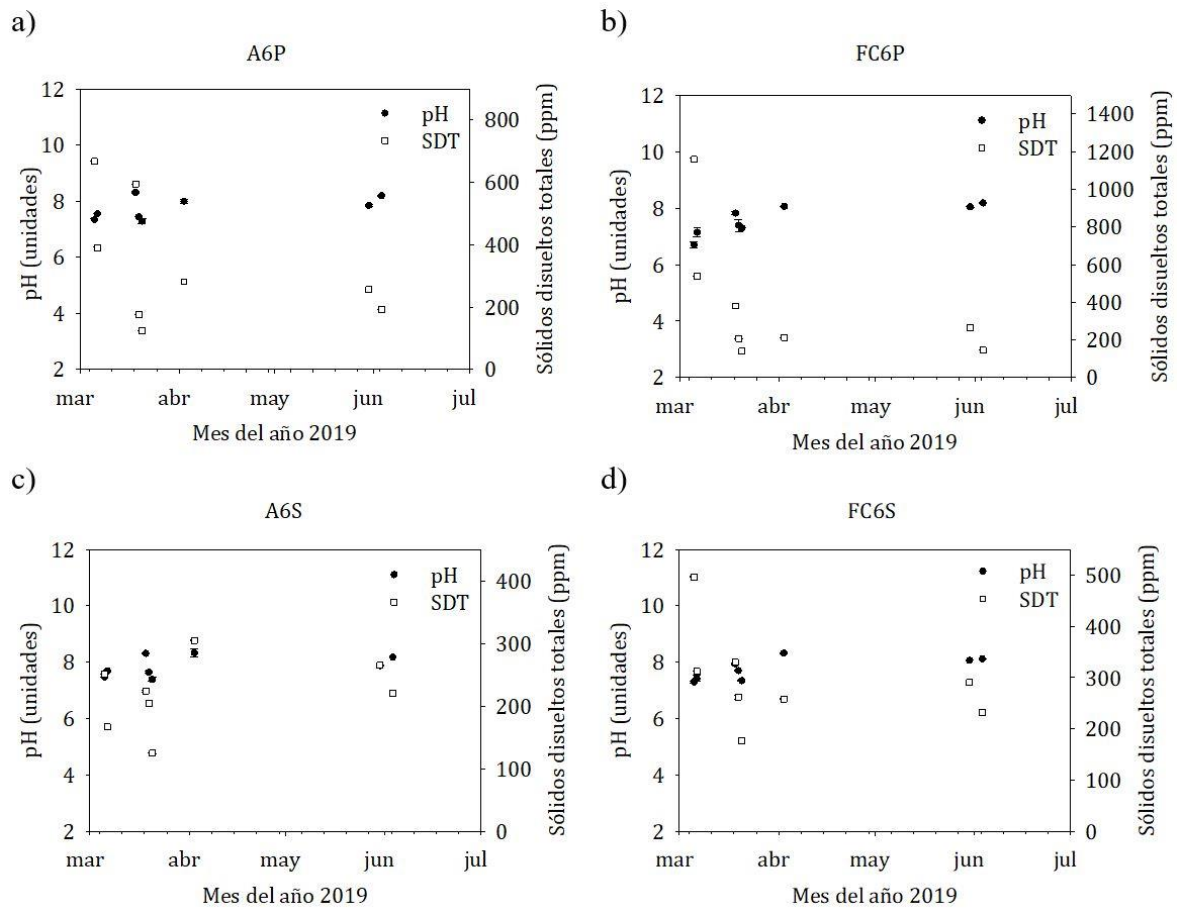 a)
A6P
12
10
8
6
4
2
pH (unidades)
800
600
400
200
0
Sólidos disueltos totales (ppm)
pH
SDT
mar abr may jun jul
Mes del año 2019
b)
FC6P
12
10
8
6
4
2
pH (unidades)
1400
1200
1000
800
600
400
200
0
Sólidos disueltos totales (ppm)
pH
SDT
mar abr may jun jul
Mes del año 2019
c)
A6S
12
10
8
6
4
2
pH (unidades)
400
300
200
100
0
Sólidos disueltos totales (ppm)
pH
SDT
mar abr may jun jul
Mes del año 2019
d)
FC6S
12
10
8
6
4
2
pH (unidades)
500
400
300
200
100
0
Sólidos disueltos totales (ppm)
pH
SDT
mar abr may jun jul
Mes del año 2019